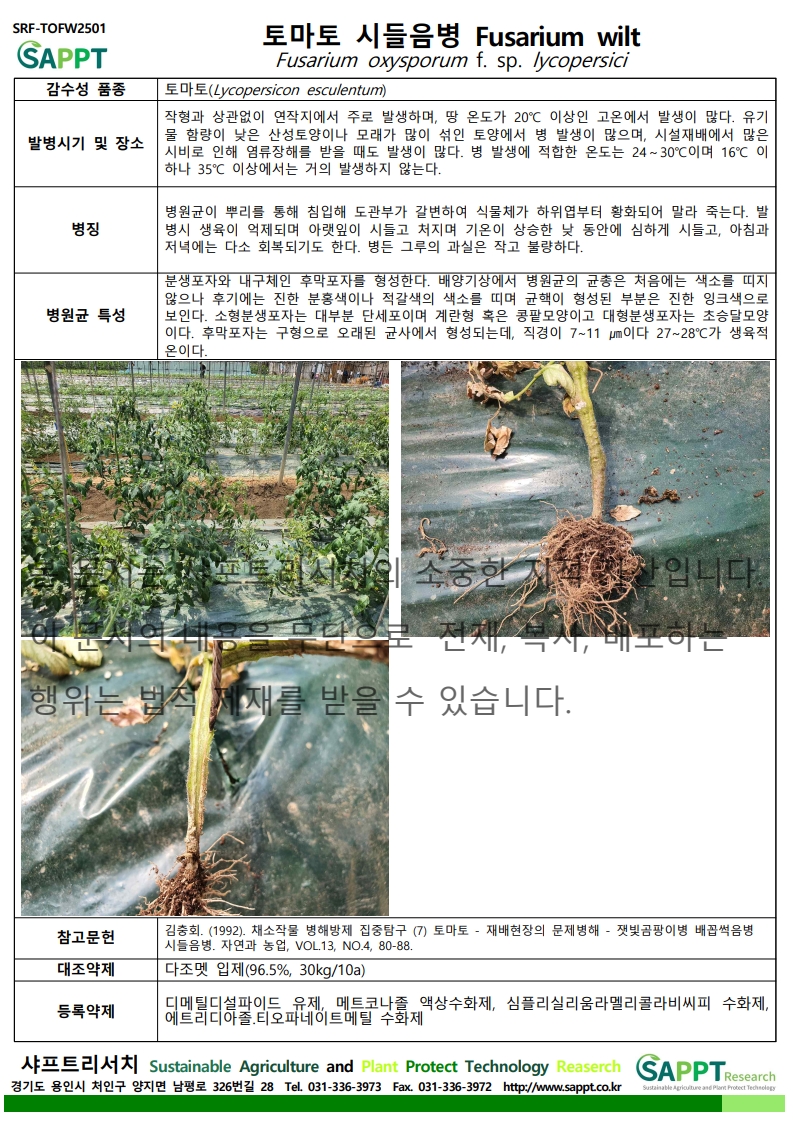 SRF-TOFW2501
SAPPT
토마토 시들음병 Fusarium wilt
Fusarium oxysporum f. sp. lycopersici
감수성 품종
토마토(Lycopersicon esculentum)
발병시기 및 장소
작형과 상관없이 연작지에서 주로 발생하며, 땅 온도가 20℃ 이상인 고온에서 발생이 많다. 유기
물 함량이 낮은 산성토양이나 모래가 많이 섞인 토양에서 병 발생이 많으며, 시설재배에서 많은
시비로 인해 염류장해를 받을 때도 발생이 많다. 병 발생에 적합한 온도는 24~30℃이며 16℃ 이
하나 35℃ 이상에서는 거의 발생하지 않는다.
병징
병원균이 뿌리를 통해 침입해 도관부가 갈변하여 식물체가 하위엽부터 황화되어 말라 죽는다. 발
병시 생육이 억제되며 아랫잎이 시들고 처지며 기온이 상승한 낮 동안에 심하게 시들고, 아침과
저녁에는 다소 회복되기도 한다. 병든 그루의 과실은 작고 불량하다.
병원균 특성
분생포자와 내구체인 후막포자를 형성한다. 배양기상에서 병원균의 균총은 처음에는 색소를 띠지
않으나 후기에는 진한 분홍색이나 적갈색의 색소를 띠며 균핵이 형성된 부분은 진한 잉크색으로
보인다. 소형분생포자는 대부분 단세포이며 계란형 혹은 콩팥모양이고 대형분생포자는 초승달모양
이다. 후막포자는 구형으로 오래된 균사에서 형성되는데, 직경이 7~11 ㎛이다 27~28℃가 생육적
온이다.
본 문서는 샤프트리서치의 소중한 지적 자산입니다.
이 문서의 내용을 무단으로 전재, 복사, 배포하는
행위는 법적 제재를 받을 수 있습니다.
참고문헌
김충회. (1992). 채소작물 병해방제 집중탐구 (7) 토마토 - 재배현장의 문제병해 - 잿빛곰팡이병 배꼽썩음병
시들음병. 자연과 농업, VOL.13, NO.4, 80-88.
대조약제
다조멧 입제(96.5%, 30kg/10a)
등록약제
디메틸디설파이드 유제, 메트코나졸 액상수화제, 심플리실리움라멜리콜라비씨피 수화제,
에트리디아졸.티오파네이트메틸 수화제
샤프트리서치 Sustainable Agriculture and Plant Protect Technology Reaserch
경기도 용인시 처인구 양지면 남평로 326번길 28 Tel. 031-336-3973 Fax. 031-336-3972 http://www.sappt.co.kr
SAPPT Research
Sustainable Agriculture and Plant Protect Technology